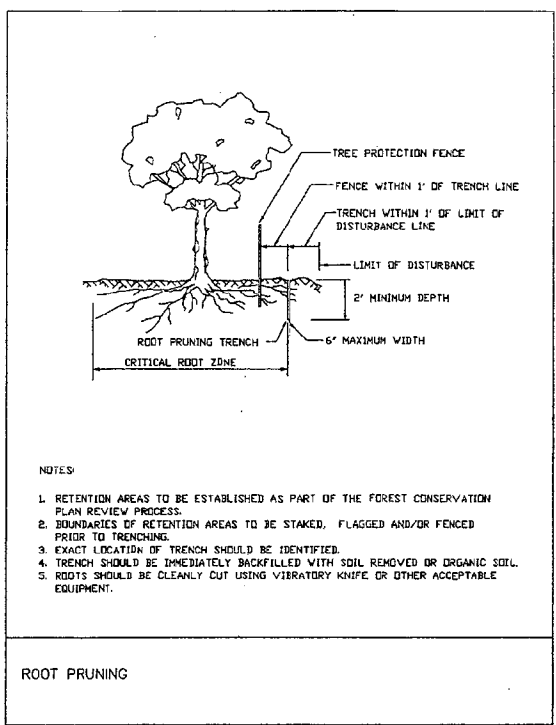 TREE PROTECTION FENCE
FENCE WITHIN 1' OF TRENCH LINE
TRENCH WITHIN 1' OF LIMIT OF
DISTURBANCE LINE
LIMIT OF DISTURBANCE
2' MINIMUM DEPTH
ROOT PRUNING TRENCH
6" MAXIMUM WIDTH
CRITICAL ROOT ZONE
NOTES:
1. RETENTION AREAS TO BE ESTABLISHED AS PART OF THE FOREST CONSERVATION
PLAN REVIEW PROCESS.
2. BOUNDARIES OF RETENTION AREAS TO BE STAKED, FLAGGED AND/OR FENCED
PRIOR TO TRENCHING.
3. EXACT LOCATION OF TRENCH SHOULD BE IDENTIFIED.
4. TRENCH SHOULD BE IMMEDIATELY BACKFILLED WITH SOIL REMOVED OR ORGANIC SOIL.
5. ROOTS SHOULD BE CLEANLY CUT USING VIBRATORY KNIFE OR OTHER ACCEPTABLE
EQUIPMENT.
ROOT PRUNING